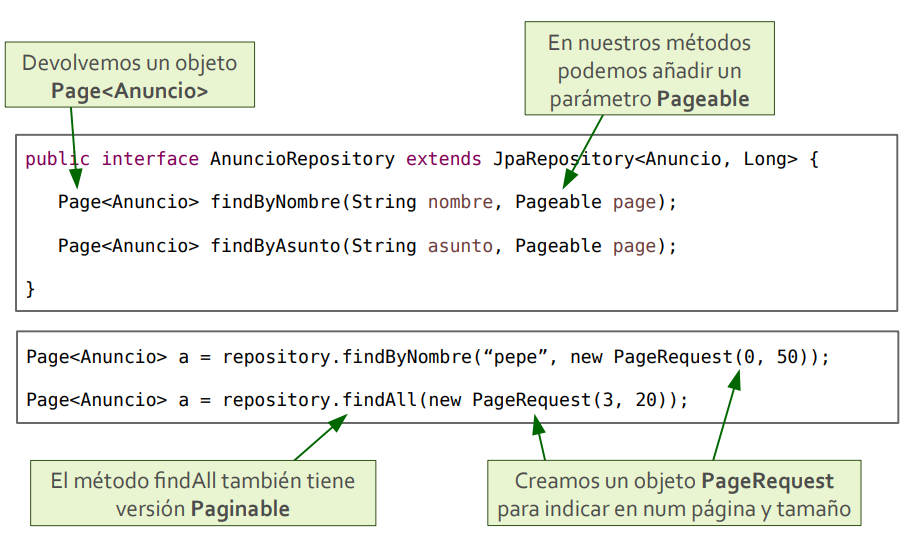 Devolvemos un objeto
Page<Anuncio>
En nuestros métodos
podemos añadir un
parámetro Pageable
public interface AnuncioRepository extends JpaRepository<Anuncio, Long> {
Page<Anuncio> findByNombre(String nombre, Pageable page);
Page<Anuncio> findByAsunto(String asunto, Pageable page);
}
Page<Anuncio> a = repository.findByNombre(“pepe”, new PageRequest(0, 50));
Page<Anuncio> a = repository.findAll(new PageRequest(3, 20));
El método findAll también tiene
versión Paginable
Creamos un objeto PageRequest
para indicar en num página y tamaño